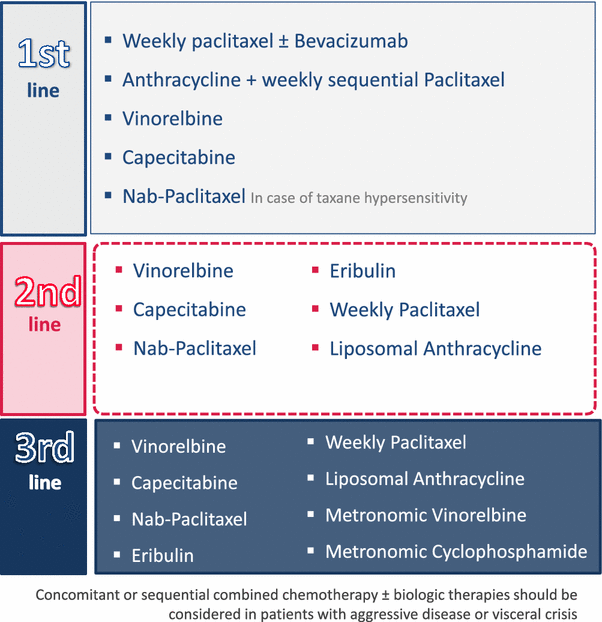 1st
line
Weekly paclitaxel ± Bevacizumab
Anthracycline + weekly sequential Paclitaxel
Vinorelbine
Capecitabine
Nab-Paclitaxel In case of taxane hypersensitivity
2nd
line
Vinorelbine
Capecitabine
Nab-Paclitaxel
Eribulin
Weekly Paclitaxel
Liposomal Anthracycline
3rd
line
Vinorelbine
Capecitabine
Nab-Paclitaxel
Eribulin
Weekly Paclitaxel
Liposomal Anthracycline
Metronomic Vinorelbine
Metronomic Cyclophosphamide
Concomitant or sequential combined chemotherapy ± biologic therapies should be
considered in patients with aggressive disease or visceral crisis